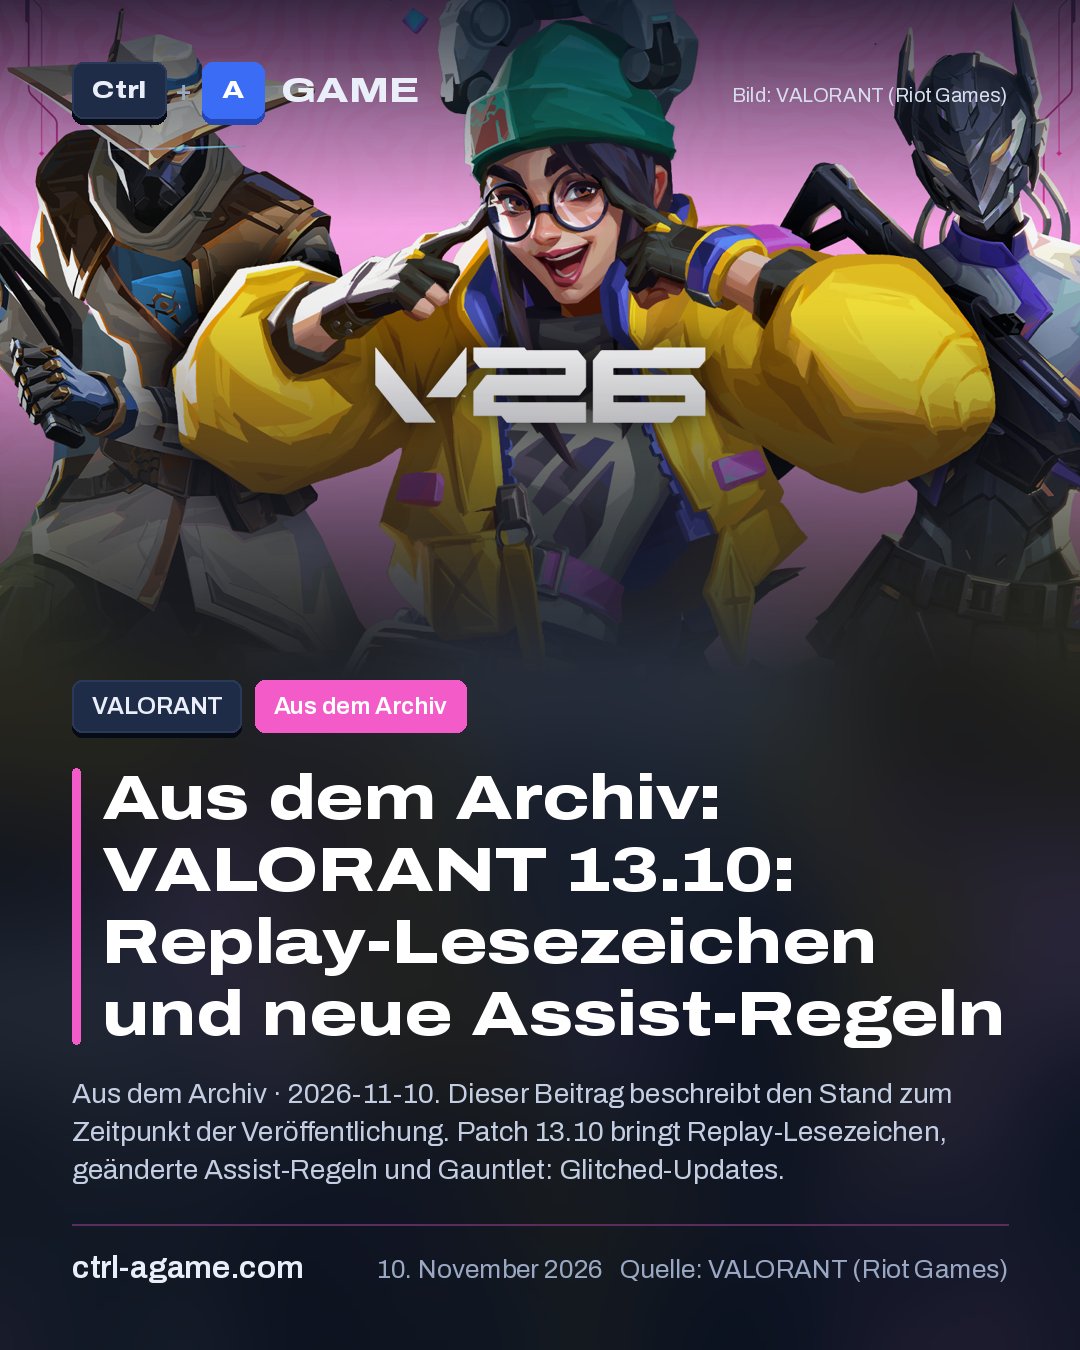 Ctrl + A GAME
Bild: VALORANT (Riot Games)
V26
VALORANT
Aus dem Archiv
Aus dem Archiv:
VALORANT 13.10:
Replay-Lesezeichen
und neue Assist-Regeln
Aus dem Archiv · 2026-11-10. Dieser Beitrag beschreibt den Stand zum
Zeitpunkt der Veröffentlichung. Patch 13.10 bringt Replay-Lesezeichen,
geänderte Assist-Regeln und Gauntlet: Glitched-Updates.
ctrl-agame.com
10. November 2026 Quelle: VALORANT (Riot Games)